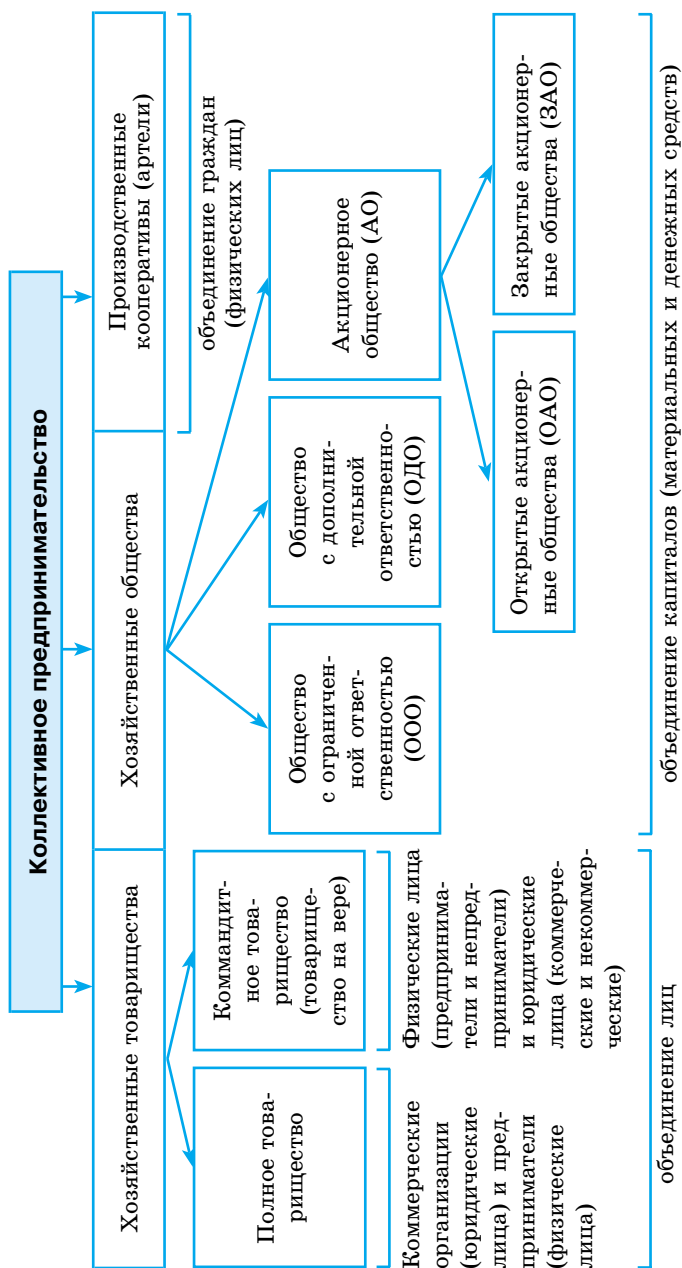 Коллективное предпринимательство
Хозяйственные товарищества
Хозяйственные общества
Производственные
кооперативы (артели)
объединение граждан
(физических лиц)
Полное това-
рищество
Коммандит-
ное това-
рищество
(товарище-
ство на вере)
Общество
с ограничен-
ной ответ-
ственностью
(ООО)
Общество
с дополни-
тельной
ответственно-
стью (ОДО)
Акционерное
общество (АО)
Коммерческие
организации
(юридические
лица) и пред-
приниматели
(физические
лица)
Физические лица
(предпринима-
тели и непред-
приниматели)
и юридические
лица (коммерче-
ские и некоммер-
ческие)
Открытые акционер-
ные общества (ОАО)
Закрытые акционер-
ные общества (ЗАО)
объединение лиц
объединение капиталов (материальных и денежных средств)